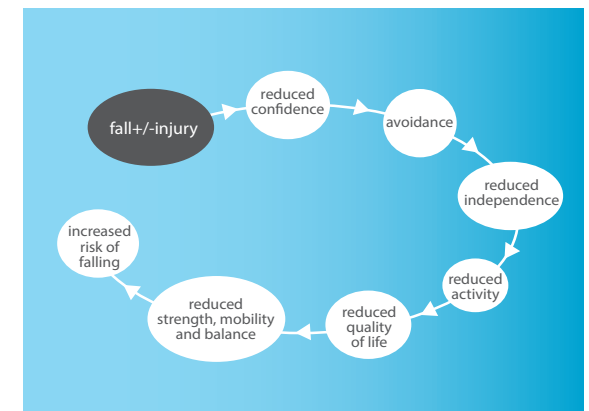 fall+/-injury
reduced
confidence
avoidance
reduced
independence
reduced
activity
reduced
quality
of life
reduced
strength, mobility
and balance
increased
risk of
falling